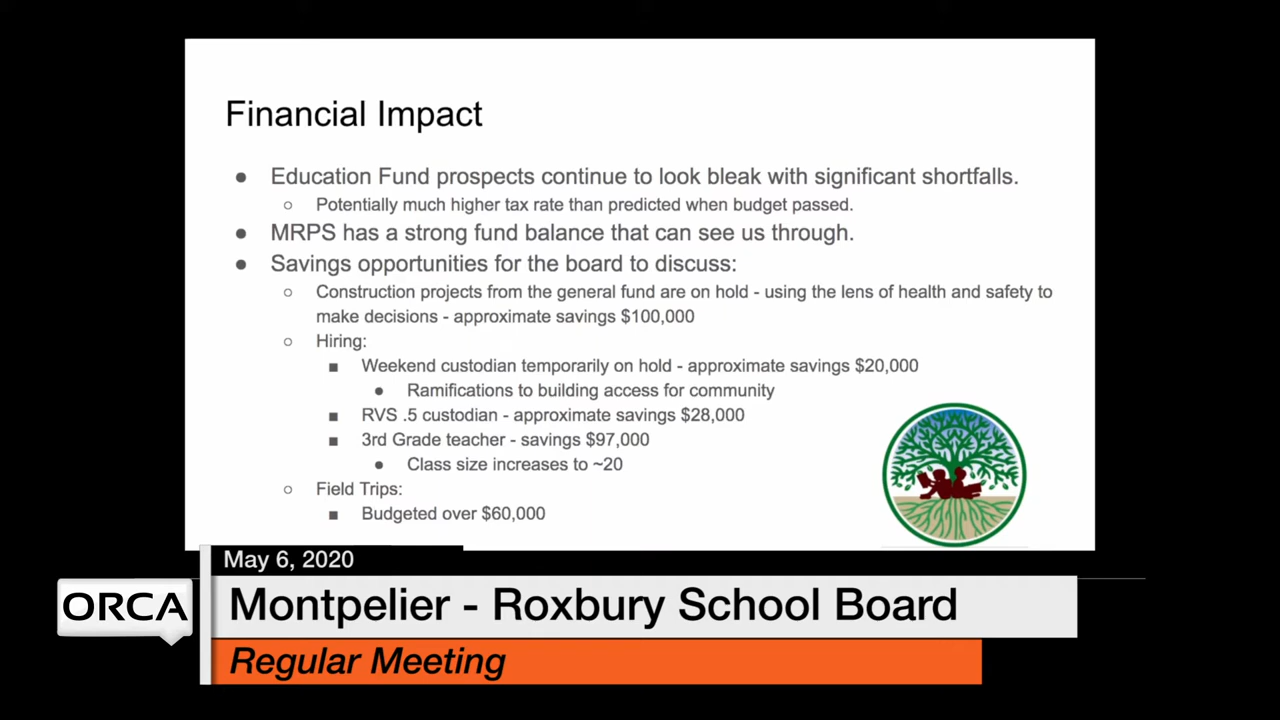 Financial Impact
● Education Fund prospects continue to look bleak with significant shortfalls.
○ Potentially much higher tax rate than predicted when budget passed.
● MRPS has a strong fund balance that can see us through.
● Savings opportunities for the board to discuss:
○ Construction projects from the general fund are on hold - using the lens of health and safety to
make decisions - approximate savings $100,000
○ Hiring:
■ Weekend custodian temporarily on hold - approximate savings $20,000
● Ramifications to building access for community
■ RVS .5 custodian - approximate savings $28,000
■ 3rd Grade teacher - savings $97,000
● Class size increases to ~20
○ Field Trips:
■ Budgeted over $60,000
May 6, 2020
ORCA
Montpelier - Roxbury School Board
Regular Meeting